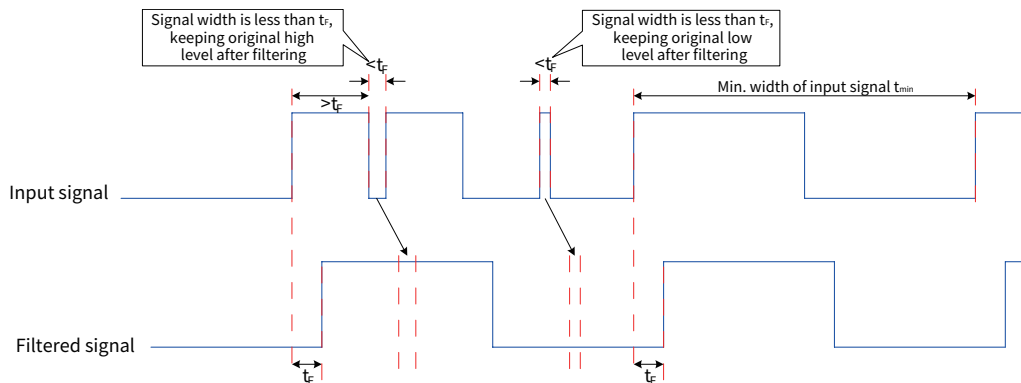 Signal width is less than tF,
keeping original high
level after filtering
Signal width is less than tF,
keeping original low
level after filtering
<tF
<tF
>tF
Min. width of input signal tmin
Input signal
Filtered signal
tF
tF